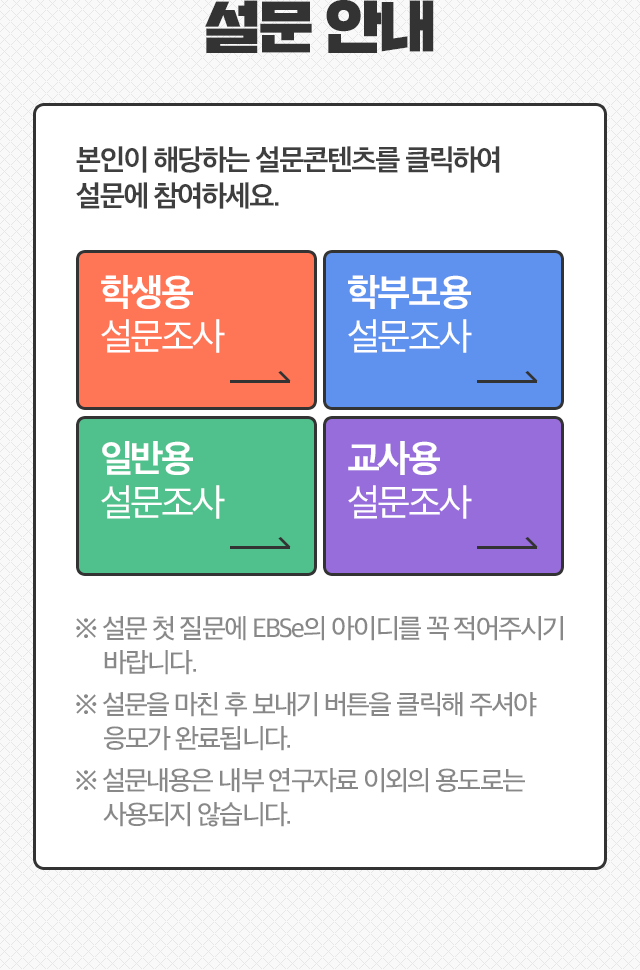 설문 안내
본인이 해당하는 설문콘텐츠를 클릭하여
설문에 참여하세요.
학생용
설문조사
학부모용
설문조사
일반용
설문조사
교사용
설문조사
※ 설문 첫 질문에 EBSe의 아이디를 꼭 적어주시기
바랍니다.
※ 설문을 마친 후 보내기 버튼을 클릭해 주셔야
응모가 완료됩니다.
※ 설문내용은 내부 연구자료 이외의 용도로는
사용되지 않습니다.